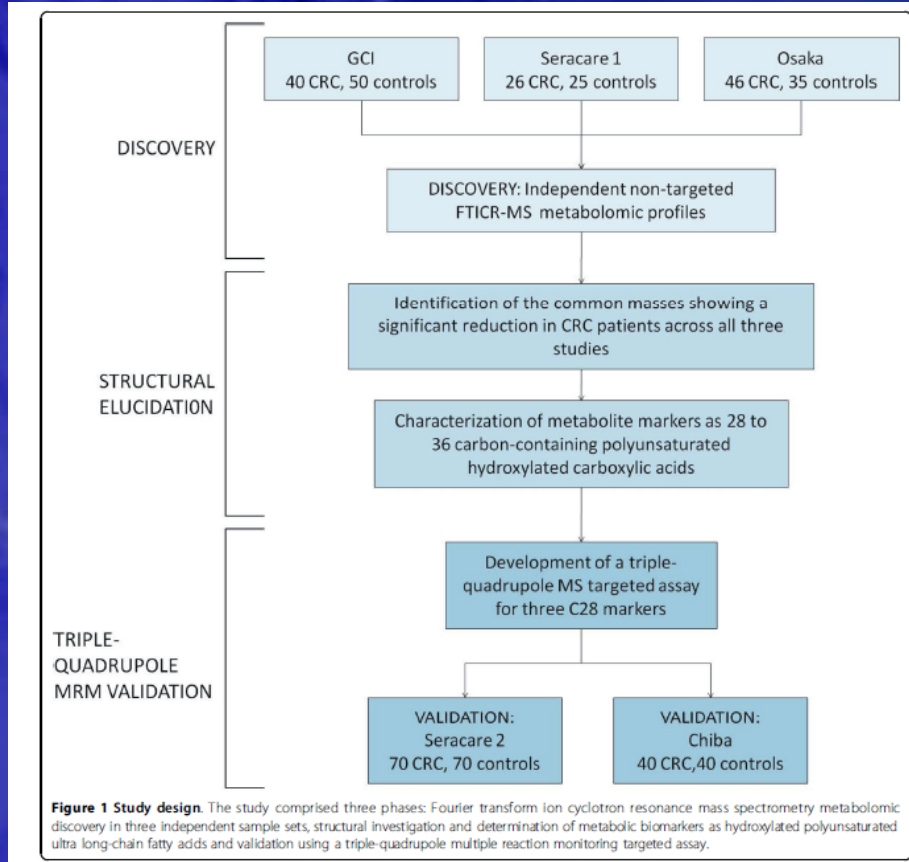 GCI
40 CRC, 50 controls
Seracare 1
26 CRC, 25 controls
Osaka
46 CRC, 35 controls
DISCOVERY
DISCOVERY: Independent non-targeted
FTICR-MS metabolomic profiles
Identification of the common masses showing a
significant reduction in CRC patients across all three
studies
STRUCTURAL
ELUCIDATION
Characterization of metabolite markers as 28 to
36 carbon-containing polyunsaturated
hydroxylated carboxylic acids
Development of a triple-
quadrupole MS targeted assay
for three C28 markers
TRIPLE-
QUADRUPOLE
MRM VALIDATION
VALIDATION:
Seracare 2
70 CRC, 70 controls
VALIDATION:
Chiba
40 CRC,40 controls
Figure 1 Study design. The study comprised three phases: Fourier transform ion cyclotron resonance mass spectrometry metabolomic
discovery in three independent sample sets, structural investigation and determination of metabolic biomarkers as hydroxylated polyunsaturated
ultra long-chain fatty acids and validation using a triple-quadrupole multiple reaction monitoring targeted assay.